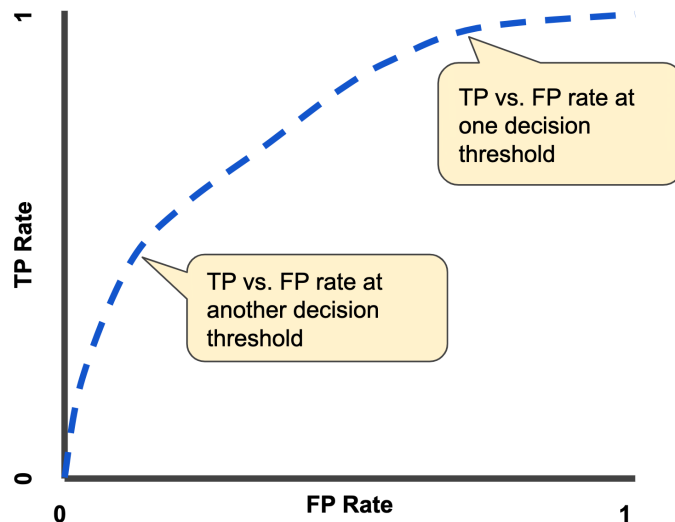 1
TP vs. FP rate at
one decision
threshold
TP Rate
TP vs. FP rate at
another decision
threshold
0
0
FP Rate
1